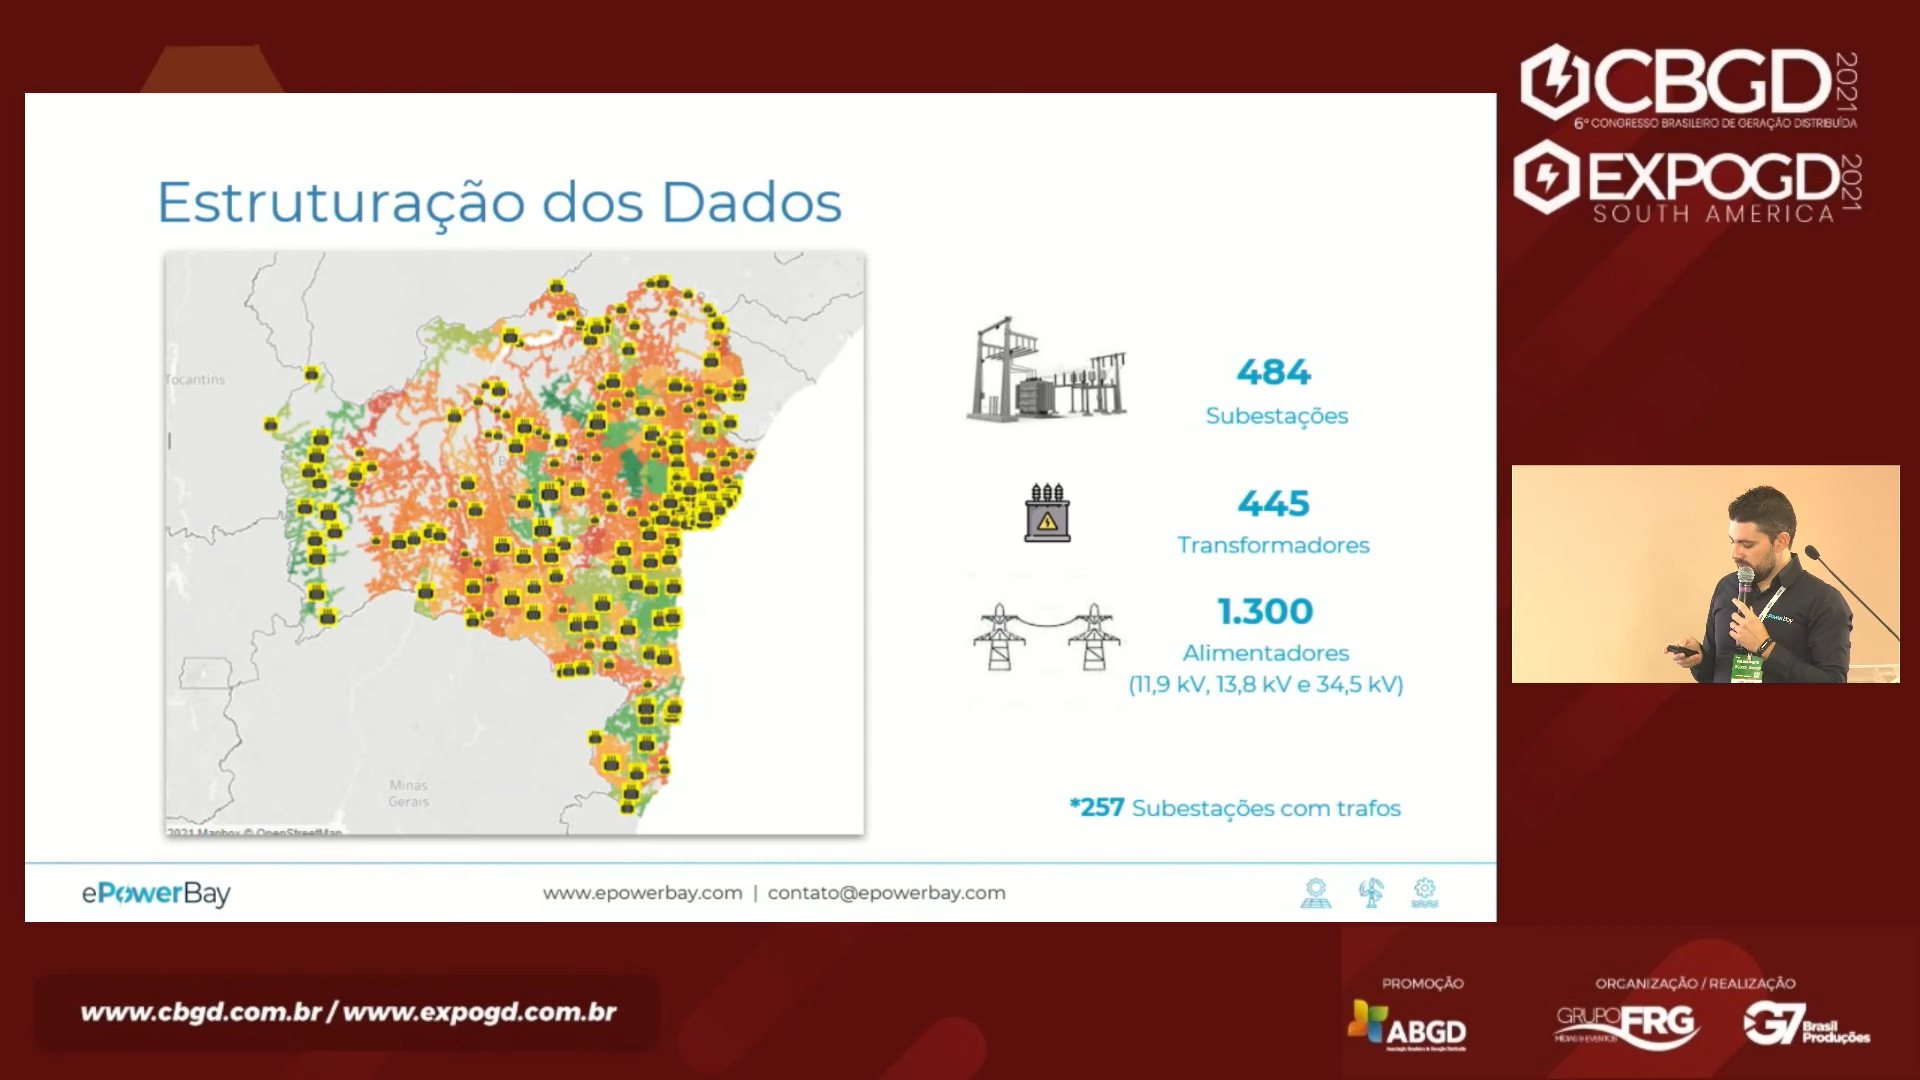 CBGD 2021
6º CONGRESSO BRASILEIRO DE GERAÇÃO DISTRIBUÍDA
EXPOGD 2021
SOUTH AMERICA
Estruturação dos Dados
Tocantins
Minas
Gerais
2021 Mapbox © OpenStreetMap
484
Subestações
445
Transformadores
1.300
Alimentadores
(11,9 kV, 13,8 kV e 34,5 kV)
*257 Subestações com trafos
ePowerBay
www.epowerbay.com | contato@epowerbay.com
www.cbgd.com.br / www.expogd.com.br
PROMOÇÃO
ABGD
ORGANIZAÇÃO / REALIZAÇÃO
GRUPO FRG
MÍDIAS & EVENTOS
G7 Brasil
Produções